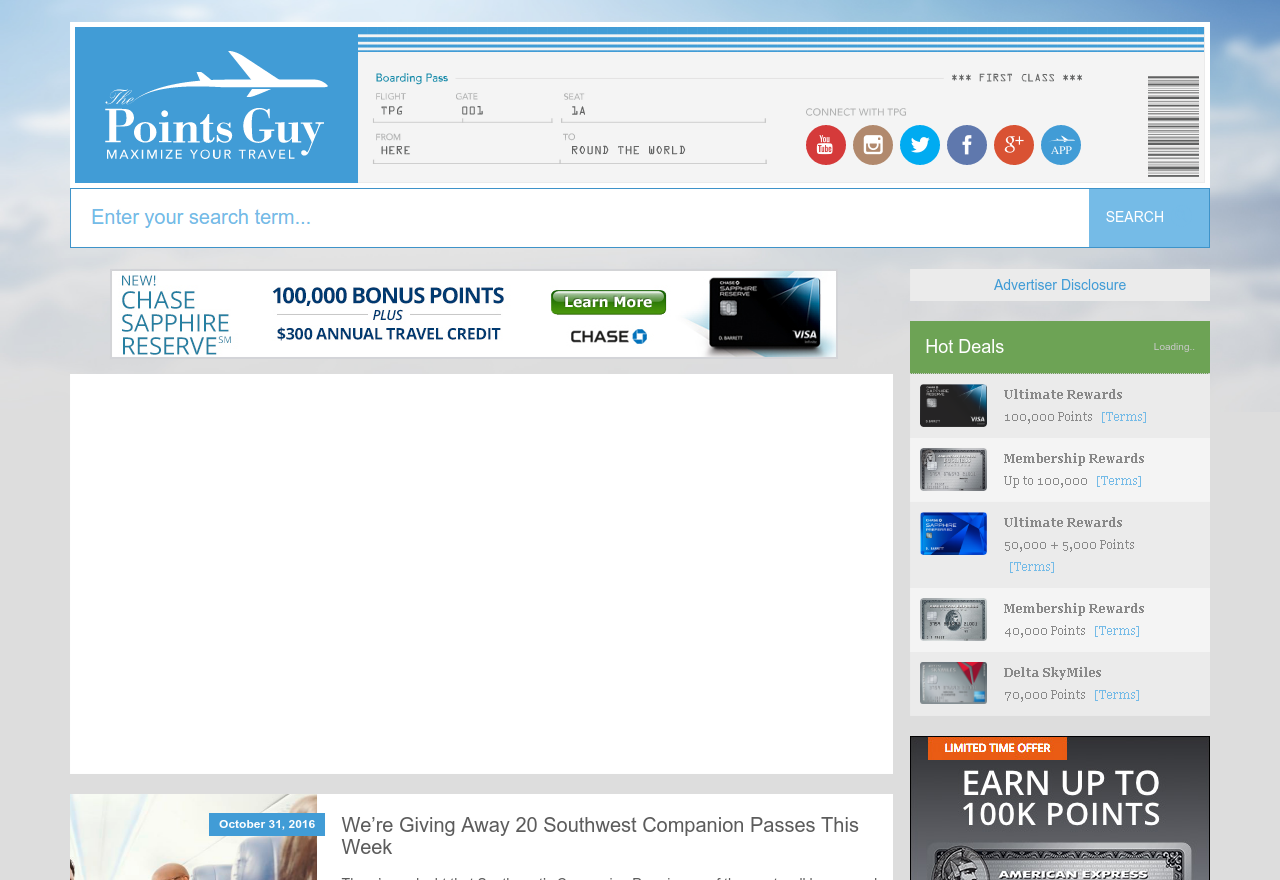 The
Points Guy
MAXIMIZE YOUR TRAVEL
Boarding Pass
*** FIRST CLASS ***
FLIGHT GATE SEAT
TPG 001 1A
FROM TO
HERE ROUND THE WORLD
CONNECT WITH TPG
You
Tube
g+
APP
Enter your search term...
SEARCH
NEW!
CHASE
SAPPHIRE
RESERVE℠
100,000 BONUS POINTS
PLUS
$300 ANNUAL TRAVEL CREDIT
Learn More
CHASE
CHASE
SAPPHIRE
RESERVE
D. BARRETT
VISA
Advertiser Disclosure
Hot Deals
Loading..
Ultimate Rewards
100,000 Points [Terms]
Membership Rewards
Up to 100,000 [Terms]
Ultimate Rewards
50,000 + 5,000 Points
[Terms]
Membership Rewards
40,000 Points [Terms]
Delta SkyMiles
70,000 Points [Terms]
LIMITED TIME OFFER
EARN UP TO
100K POINTS
AMERICAN EXPRESS
October 31, 2016
We’re Giving Away 20 Southwest Companion Passes This
Week